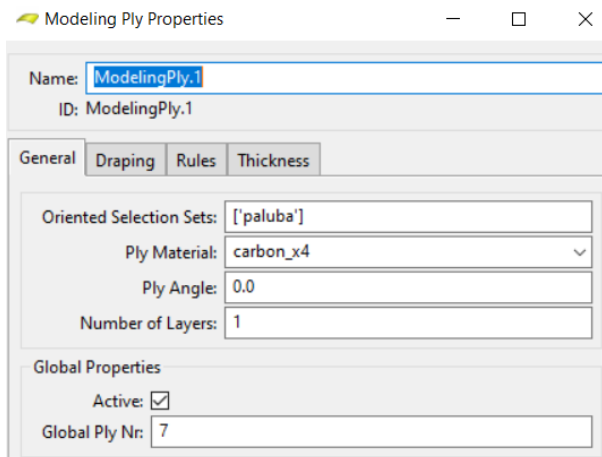 Modeling Ply Properties
Name: ModelingPly.1
ID: ModelingPly.1
General Draping Rules Thickness
Oriented Selection Sets: ['paluba']
Ply Material: carbon_x4
Ply Angle: 0.0
Number of Layers: 1
Global Properties
Active:
Global Ply Nr: 7